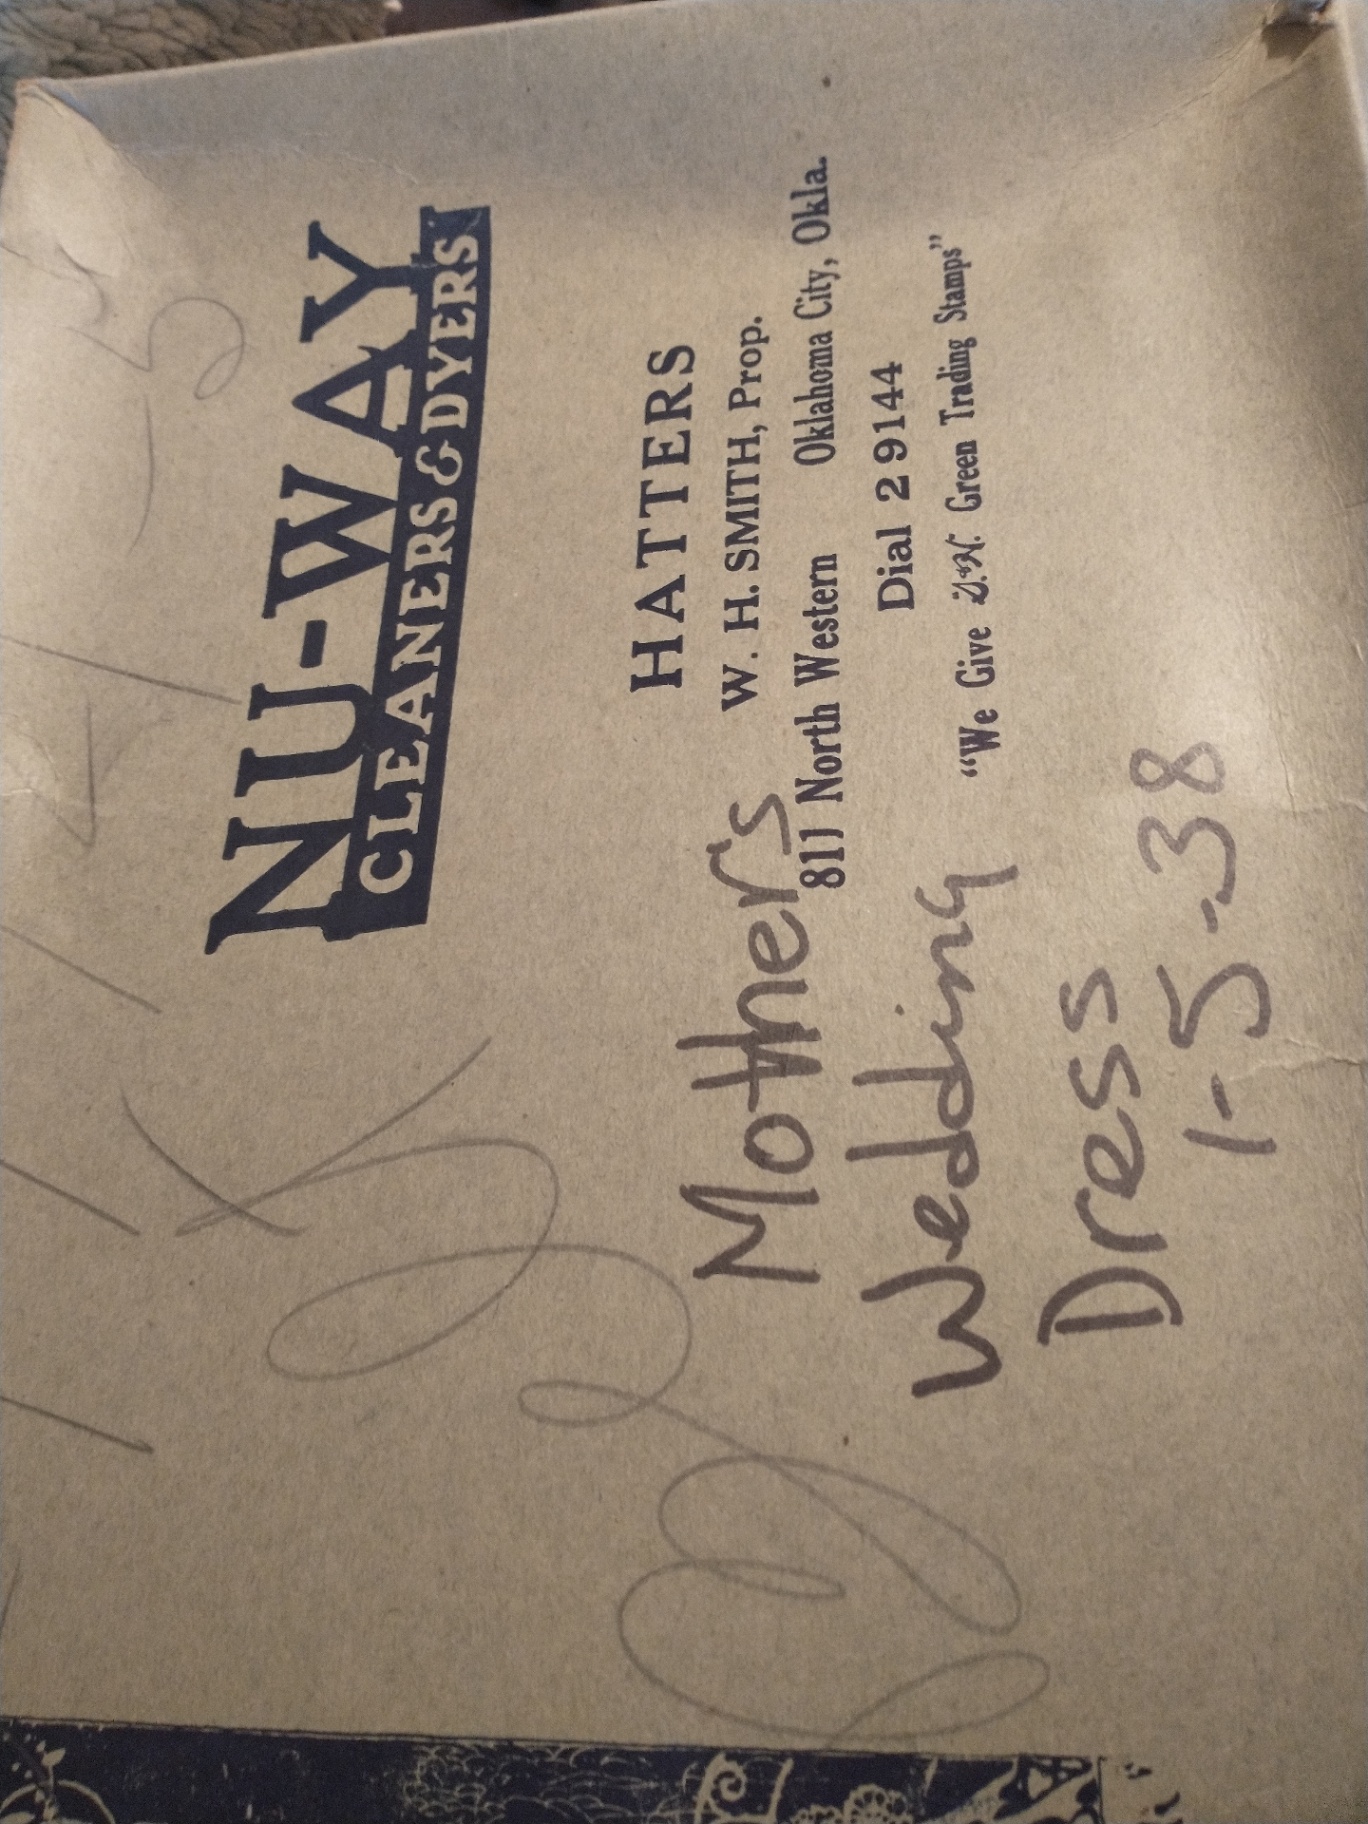 NU-WAY
CLEANERS & DYERS
HATTERS
W. H. SMITH, Prop.
811 North Western Oklahoma City, Okla.
Dial 2 9144
"We Give S.&H. Green Trading Stamps"
Mother's
Wedding
Dress
1-5-38